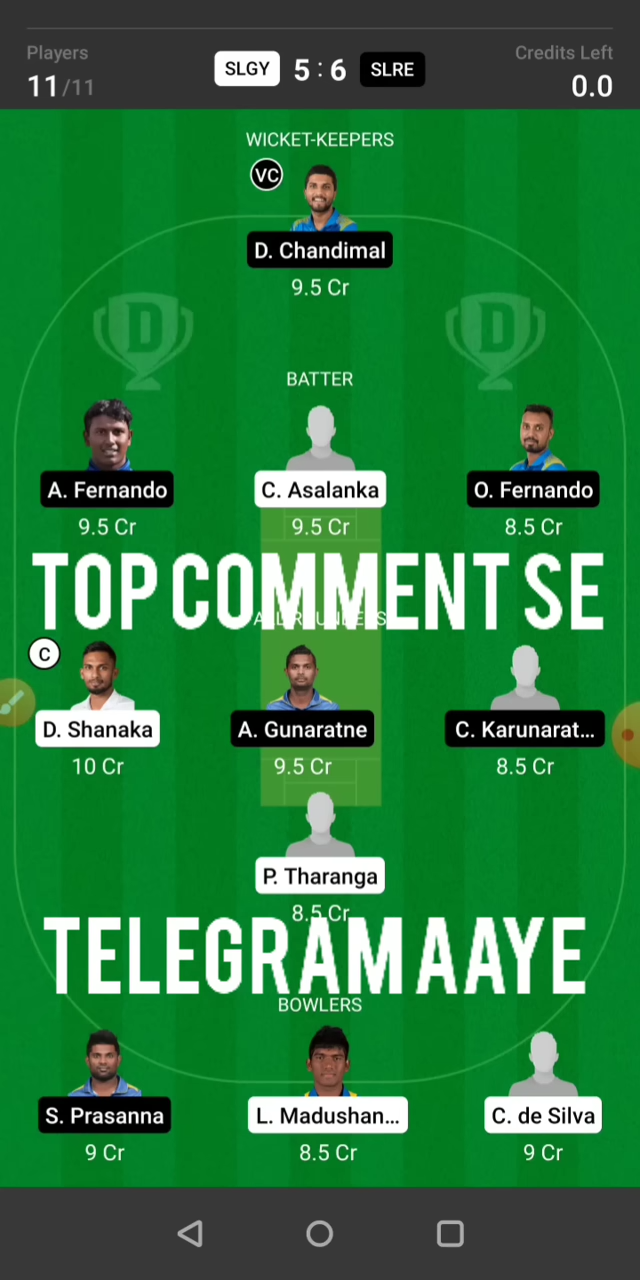 Players
Credits Left
11/11
SLGY 5 : 6 SLRE
0.0
WICKET-KEEPERS
VC
D. Chandimal
9.5 Cr
D
D
BATTER
A. Fernando
C. Asalanka
O. Fernando
9.5 Cr
9.5 Cr
8.5 Cr
TOP COMMENT SE
ALL-ROUNDERS
C
D. Shanaka
A. Gunaratne
C. Karunarat...
10 Cr
9.5 Cr
8.5 Cr
P. Tharanga
8.5 Cr
TELEGRAM AAYE
BOWLERS
S. Prasanna
L. Madushan...
C. de Silva
9 Cr
8.5 Cr
9 Cr